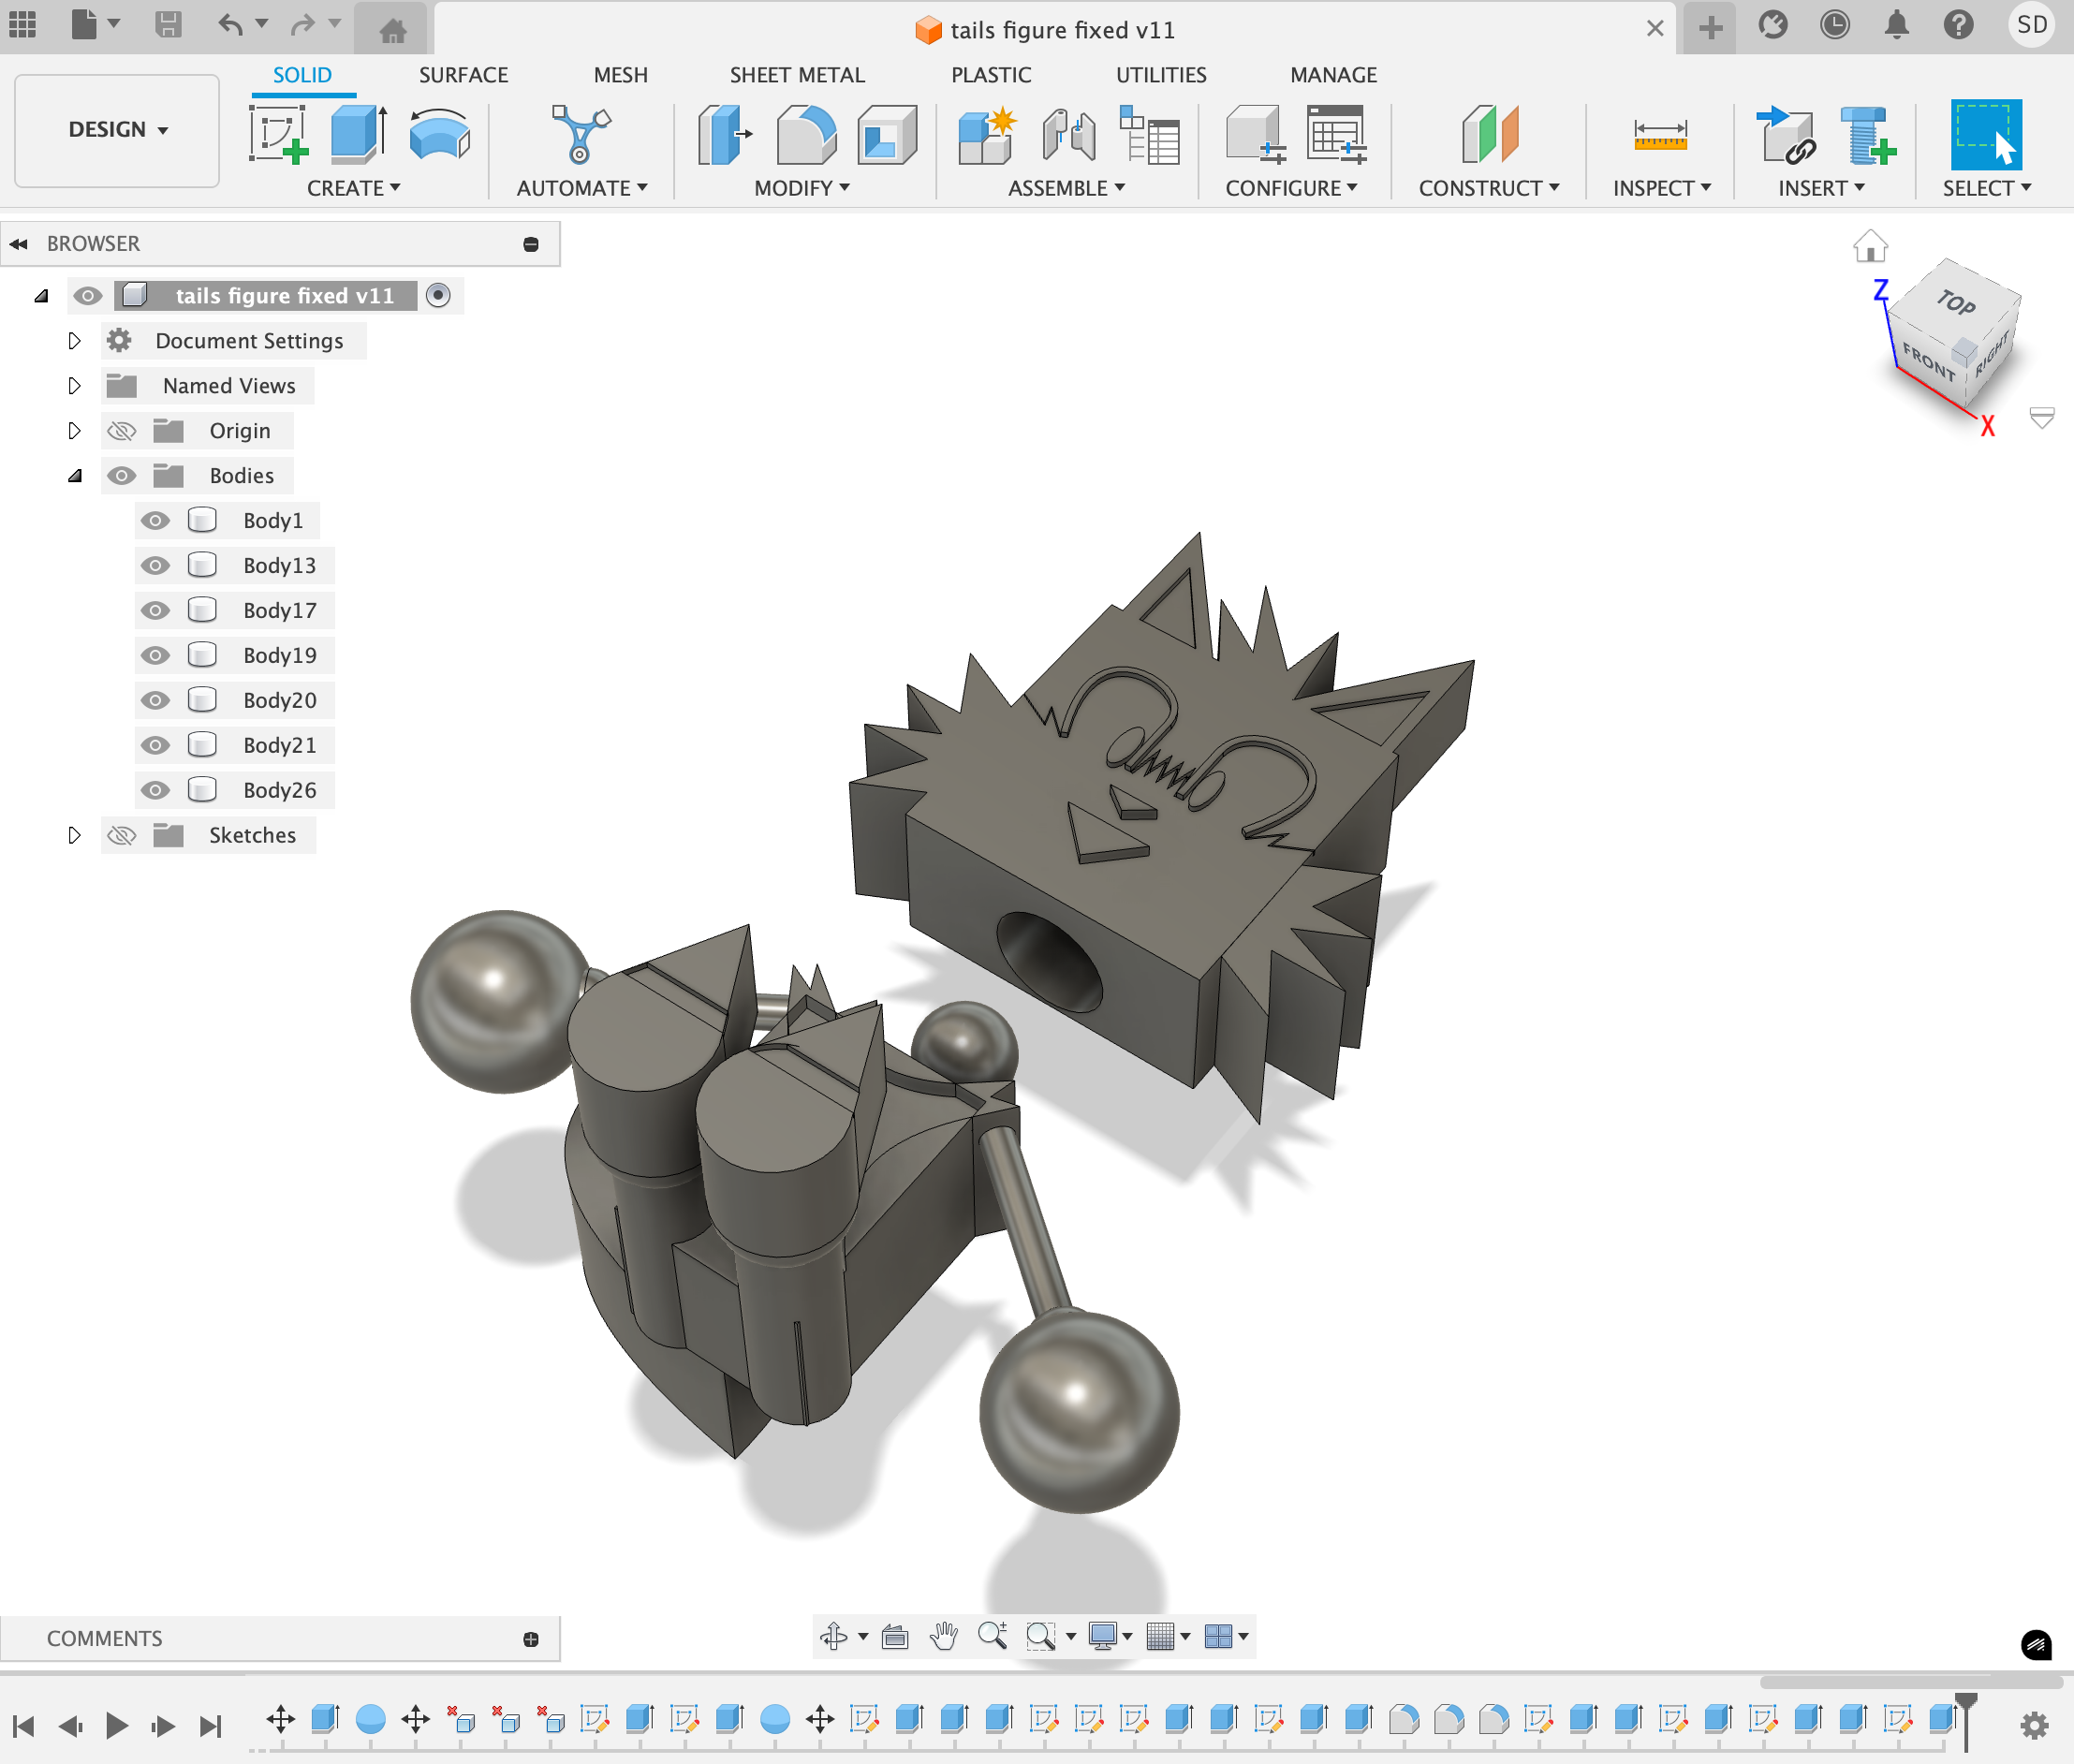 tails figure fixed v11
SD
SOLID SURFACE MESH SHEET METAL PLASTIC UTILITIES MANAGE
DESIGN
CREATE AUTOMATE MODIFY ASSEMBLE CONFIGURE CONSTRUCT INSPECT INSERT SELECT
BROWSER
tails figure fixed v11
Document Settings
Named Views
Origin
Bodies
Body1
Body13
Body17
Body19
Body20
Body21
Body26
Sketches
Z
TOP
FRONT
RIGHT
X
COMMENTS